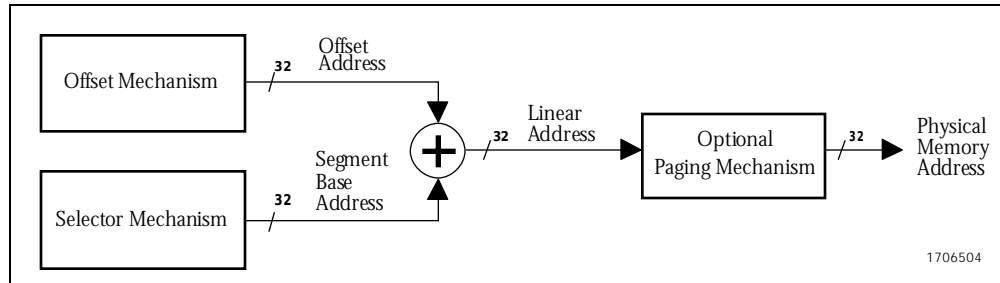 Offset Mechanism
32
Offset
Address
Selector Mechanism
32
Segment
Base
Address
32
Linear
Address
Optional
Paging Mechanism
32
Physical
Memory
Address
1706504